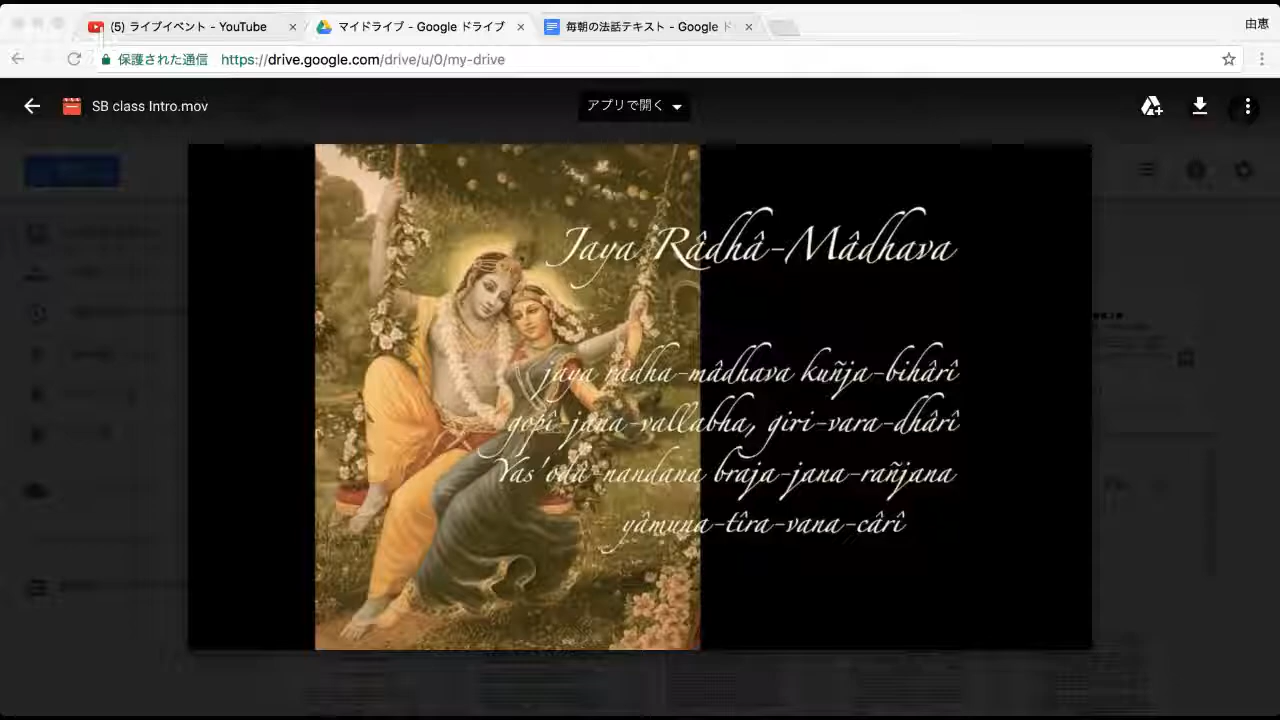 (5) ライブイベント - YouTube
マイドライブ - Google ドライブ
毎朝の法話テキスト - Google ド
由恵
保護された通信 https://drive.google.com/drive/u/0/my-drive
SB class Intro.mov
アプリで開く
Jaya Râdhâ-Mâdhava
jaya râdha-mâdhava kuñja-bihârî
gopî-jana-vallabha, giri-vara-dhârî
Yas'odâ-nandana braja-jana-rañjana
yâmuna-tîra-vana-cârî